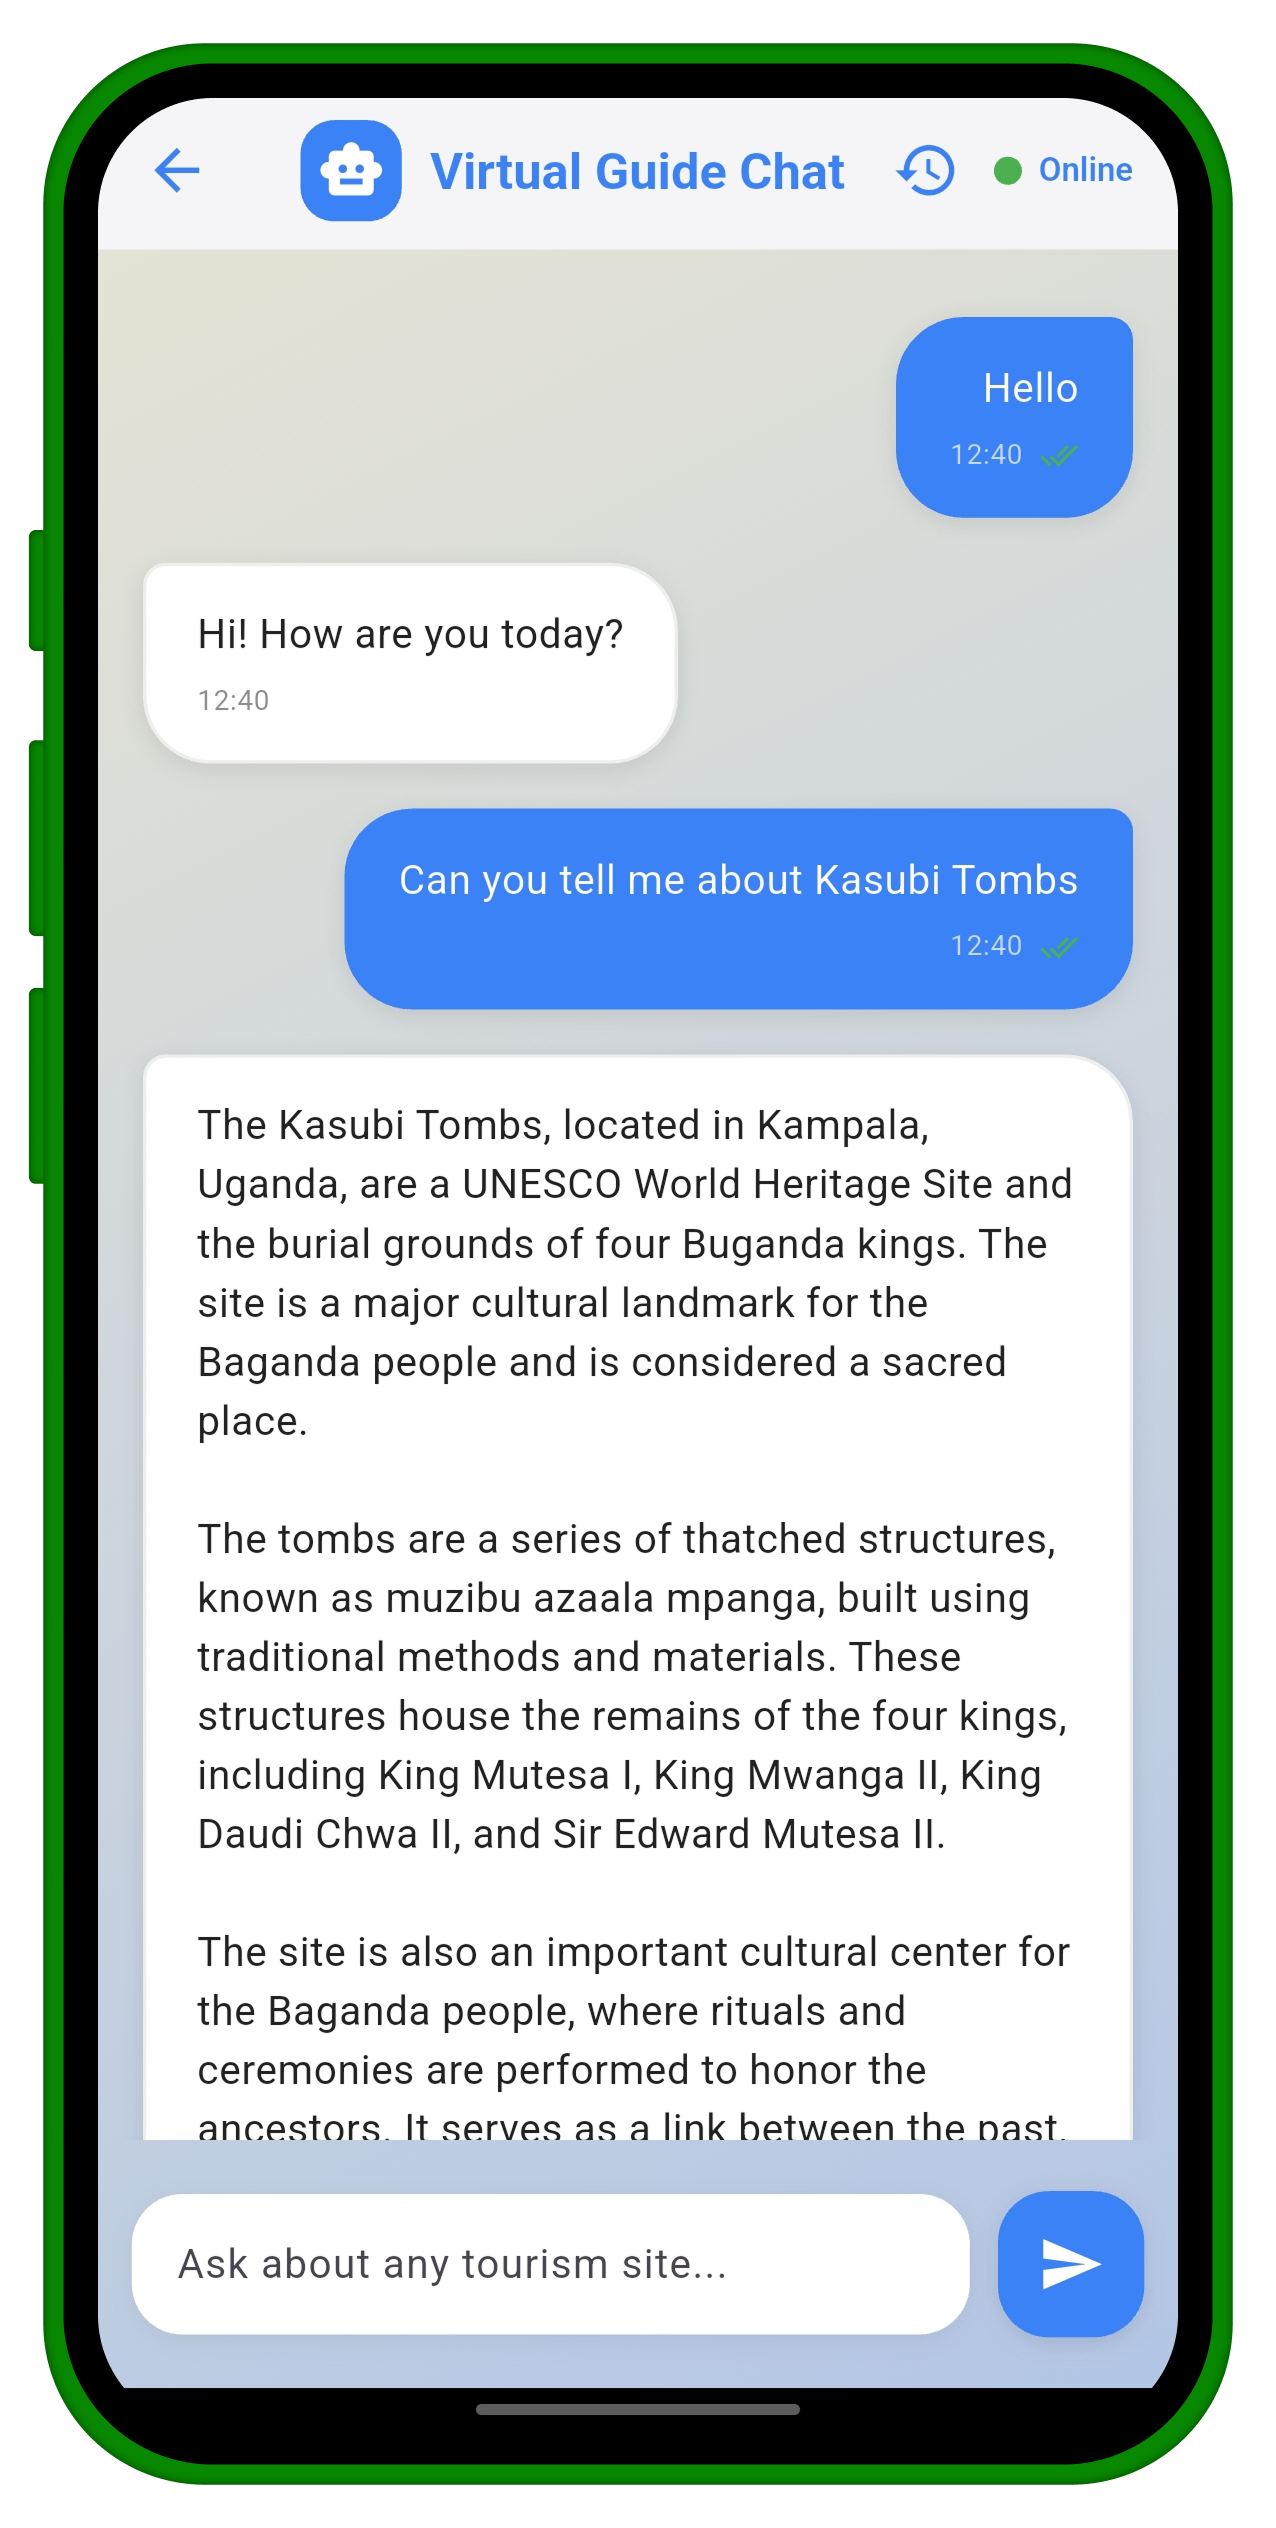 Virtual Guide Chat
Online
Hello
12:40
Hi! How are you today?
12:40
Can you tell me about Kasubi Tombs
12:40
The Kasubi Tombs, located in Kampala,
Uganda, are a UNESCO World Heritage Site and
the burial grounds of four Buganda kings. The
site is a major cultural landmark for the
Baganda people and is considered a sacred
place.
The tombs are a series of thatched structures,
known as muzibu azaala mpanga, built using
traditional methods and materials. These
structures house the remains of the four kings,
including King Mutesa I, King Mwanga II, King
Daudi Chwa II, and Sir Edward Mutesa II.
The site is also an important cultural center for
the Baganda people, where rituals and
ceremonies are performed to honor the
ancestors. It serves as a link between the past,
Ask about any tourism site...